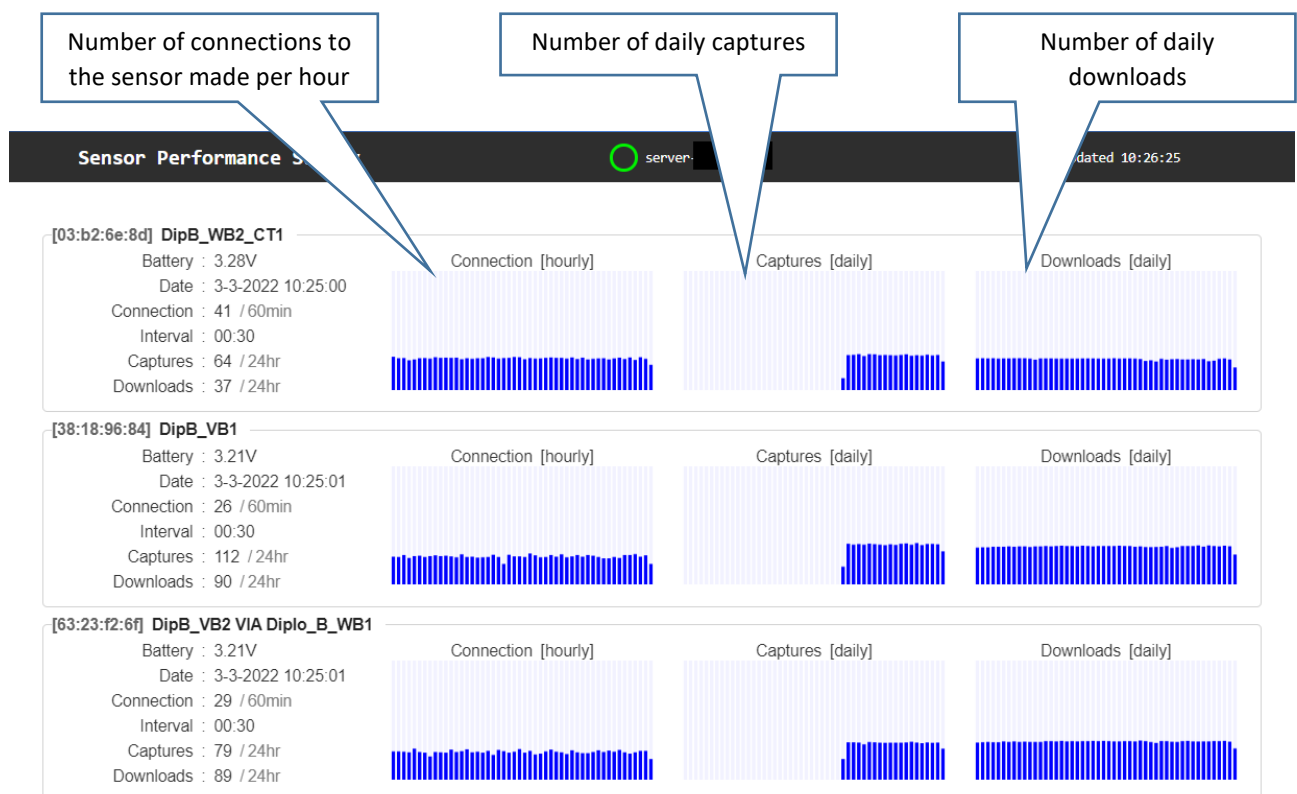 Number of connections to
the sensor made per hour
Number of daily captures
Number of daily
downloads
Sensor Performance
server-
dated 10:26:25
[03:b2:6e:8d] DipB_WB2_CT1
Battery : 3.28V
Date : 3-3-2022 10:25:00
Connection : 41 /60min
Interval : 00:30
Captures : 64 /24hr
Downloads : 37 /24hr
Connection [hourly]
Captures [daily]
Downloads [daily]
[38:18:96:84] DipB_VB1
Battery : 3.21V
Date : 3-3-2022 10:25:01
Connection : 26 /60min
Interval : 00:30
Captures : 112 /24hr
Downloads : 90 /24hr
Connection [hourly]
Captures [daily]
Downloads [daily]
[63:23:f2:6f] DipB_VB2 VIA Diplo_B_WB1
Battery : 3.21V
Date : 3-3-2022 10:25:01
Connection : 29 /60min
Interval : 00:30
Captures : 79 /24hr
Downloads : 89 /24hr
Connection [hourly]
Captures [daily]
Downloads [daily]